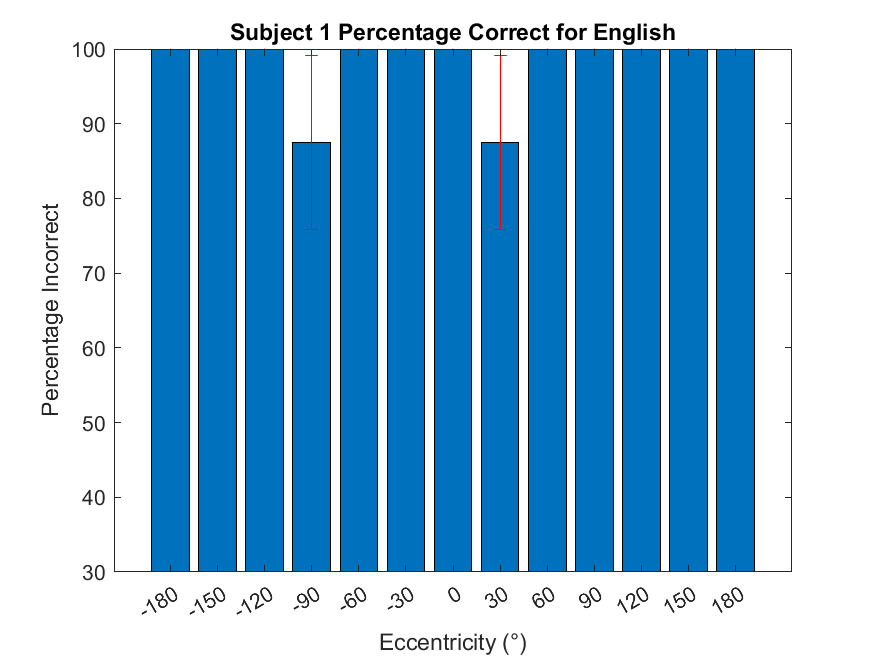 Subject 1 Percentage Correct for English
100
90
80
70
60
50
40
30
Percentage Incorrect
-180 -150 -120 -90 -60 -30 0 30 60 90 120 150 180
Eccentricity (°)